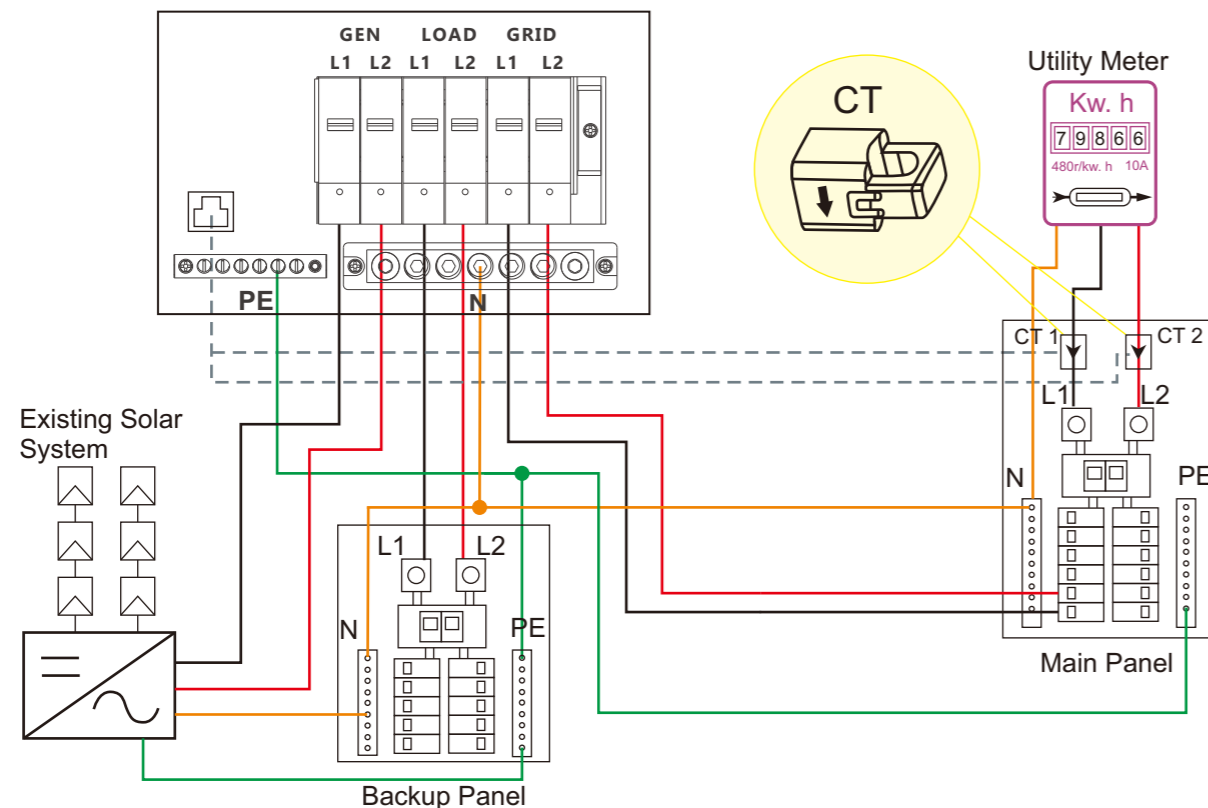 GEN LOAD GRID
L1 L2 L1 L2 L1 L2
PE
N
CT
Utility Meter
Kw. h
79866
480r/kw. h 10A
CT 1
CT 2
L1
L2
N
PE
Main Panel
Existing Solar
System
L1
L2
N
PE
Backup Panel